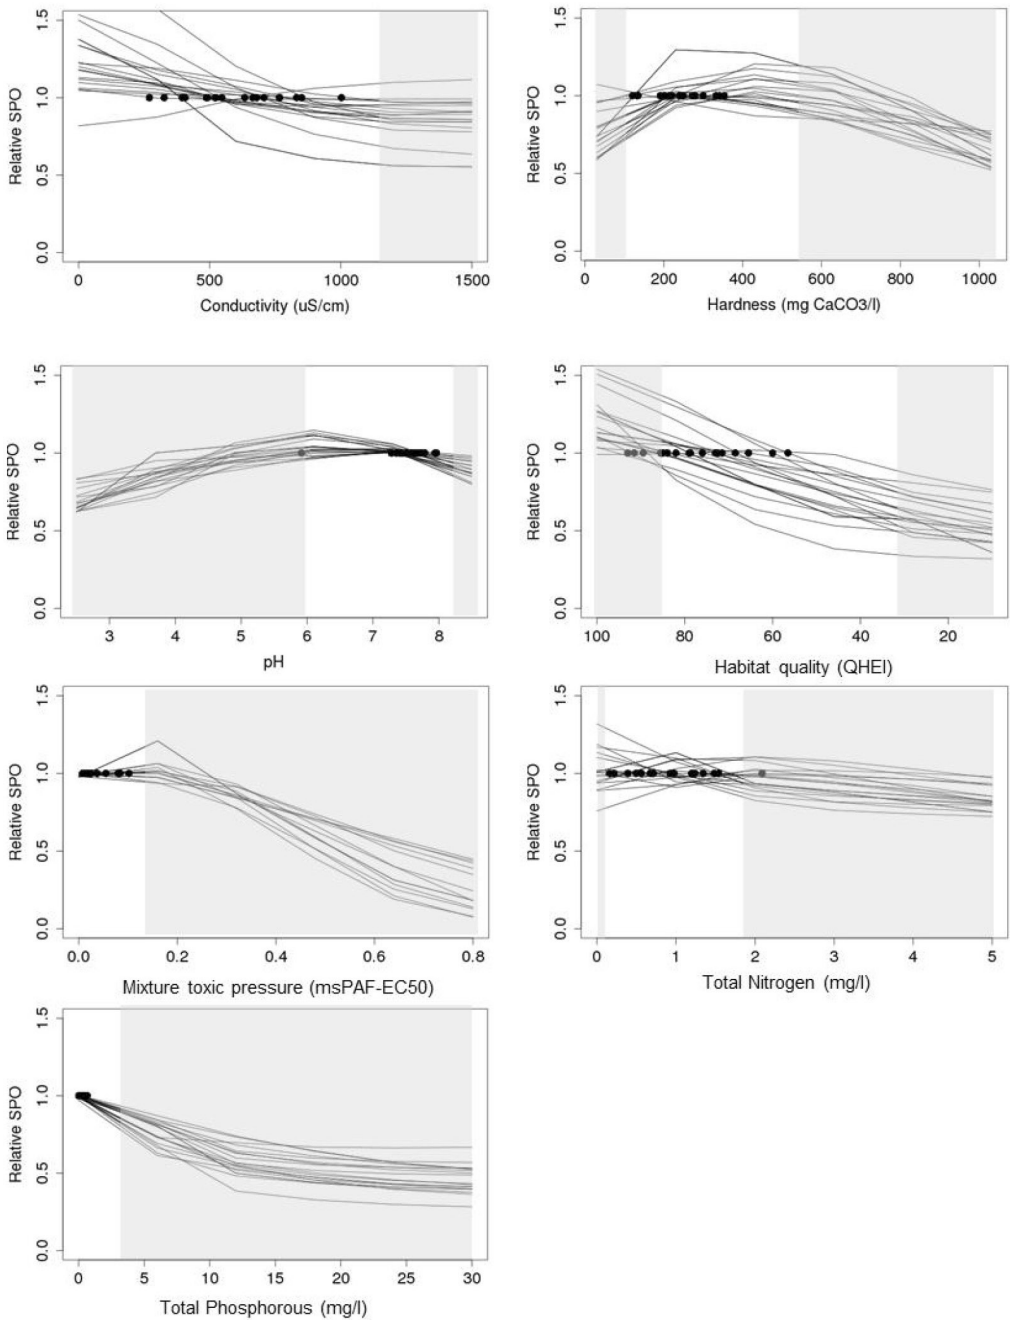 Relative SPO
0.0 0.5 1.0 1.5
0 500 1000 1500
Conductivity (uS/cm)
Relative SPO
0.0 0.5 1.0 1.5
0 200 400 600 800 1000
Hardness (mg CaCO3/l)
Relative SPO
0.0 0.5 1.0 1.5
3 4 5 6 7 8
pH
Relative SPO
0.0 0.5 1.0 1.5
100 80 60 40 20
Habitat quality (QHEI)
Relative SPO
0.0 0.5 1.0 1.5
0.0 0.2 0.4 0.6 0.8
Mixture toxic pressure (msPAF-EC50)
Relative SPO
0.0 0.5 1.0 1.5
0 1 2 3 4 5
Total Nitrogen (mg/l)
Relative SPO
0.0 0.5 1.0 1.5
0 5 10 15 20 25 30
Total Phosphorous (mg/l)